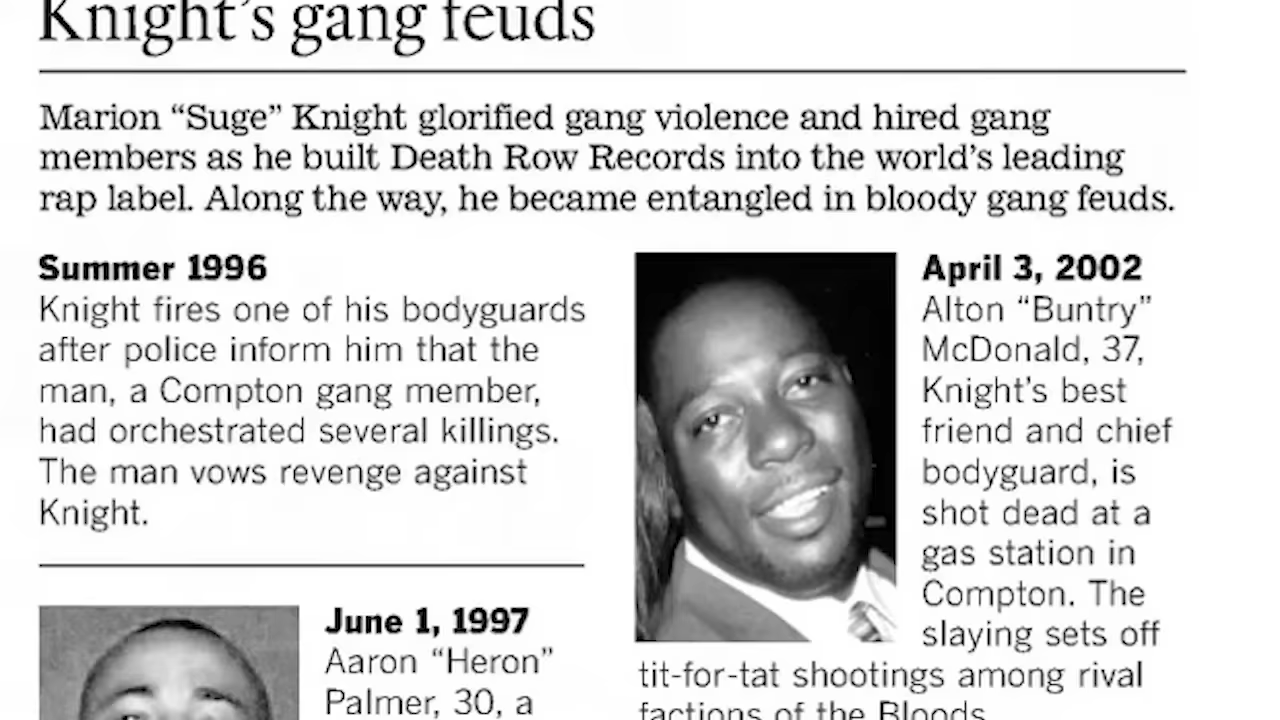 Knight's gang feuds
Marion “Suge” Knight glorified gang violence and hired gang
members as he built Death Row Records into the world's leading
rap label. Along the way, he became entangled in bloody gang feuds.
Summer 1996
Knight fires one of his bodyguards
after police inform him that the
man, a Compton gang member,
had orchestrated several killings.
The man vows revenge against
Knight.
June 1, 1997
Aaron “Heron”
Palmer, 30, a
April 3, 2002
Alton “Buntry”
McDonald, 37,
Knight's best
friend and chief
bodyguard, is
shot dead at a
gas station in
Compton. The
slaying sets off
tit-for-tat shootings among rival
factions of the Bloods